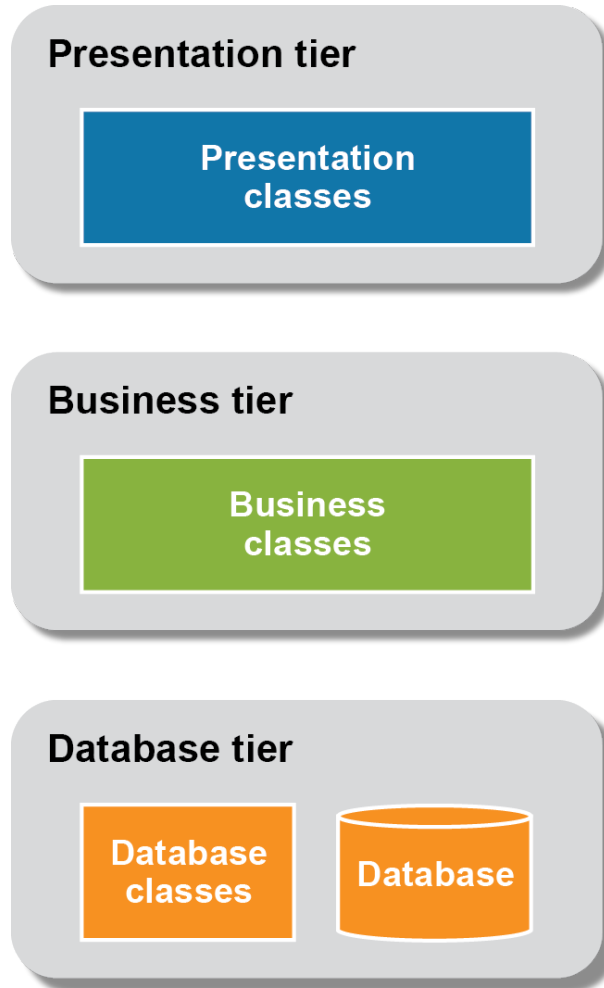 Presentation tier
Presentation
classes
Business tier
Business
classes
Database tier
Database
classes
Database